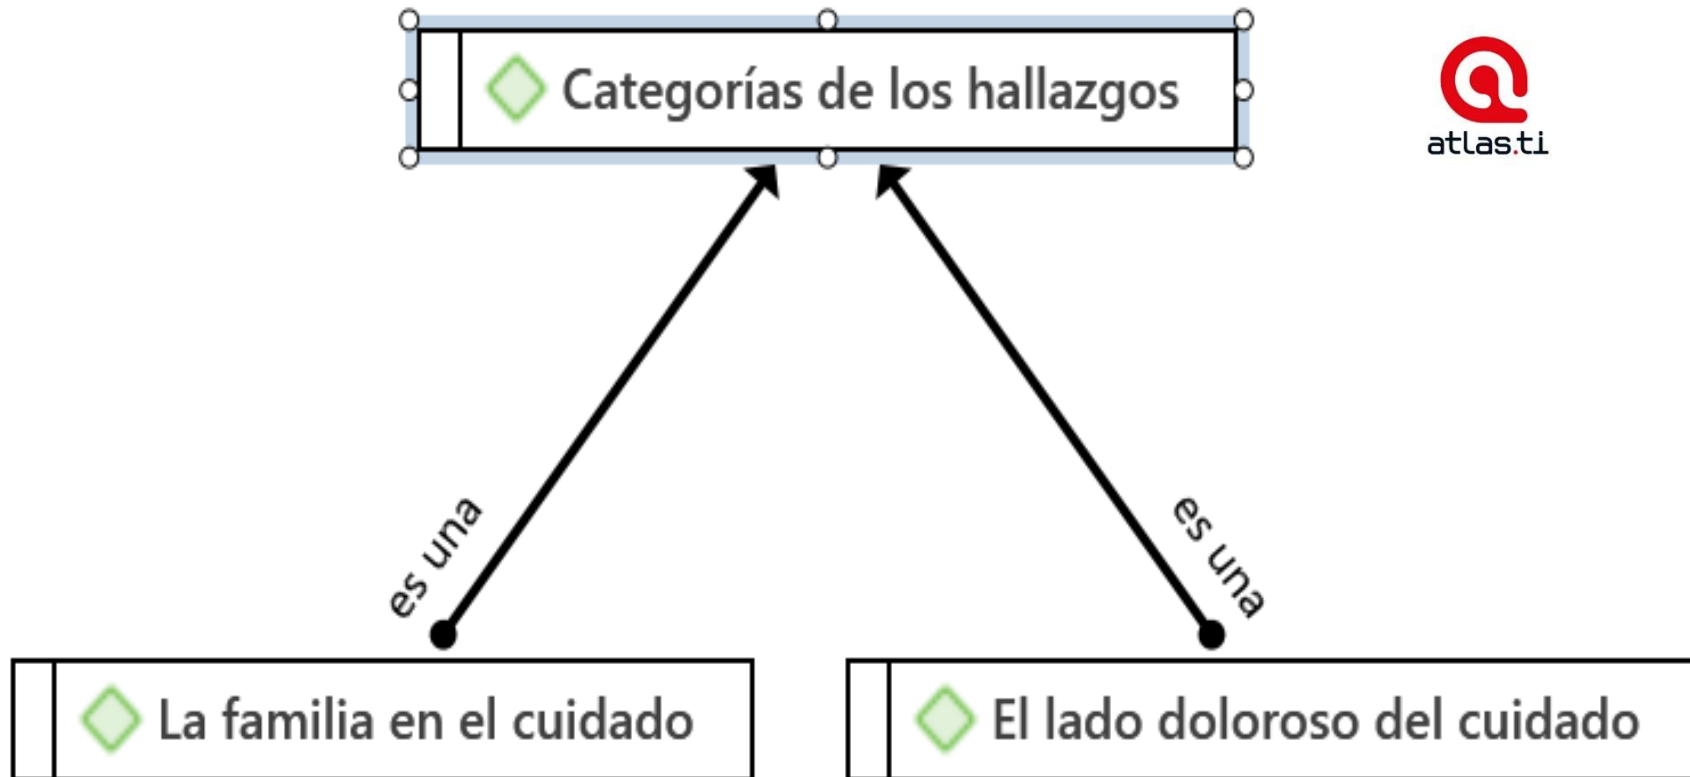 Categorías de los hallazgos
atlas.ti
es una
es una
La familia en el cuidado
El lado doloroso del cuidado